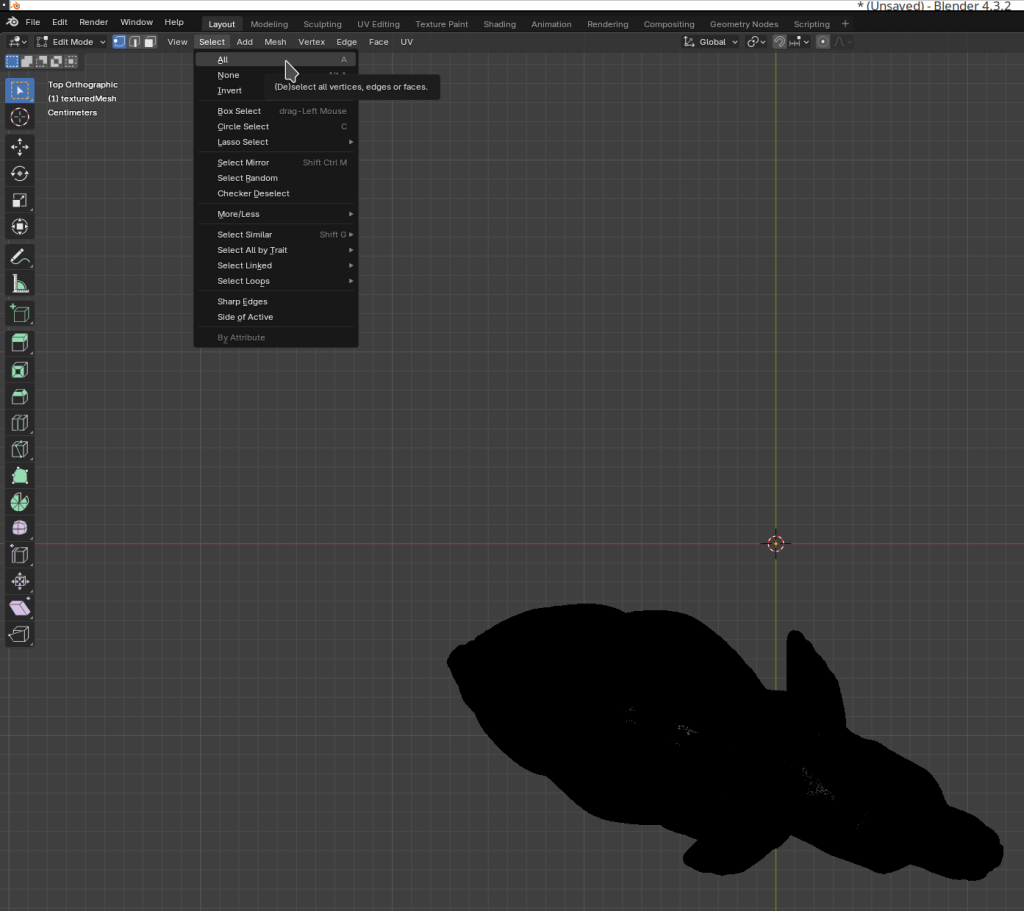 * (Unsaved) - Blender 4.3.2
File Edit Render Window Help Layout Modeling Sculpting UV Editing Texture Paint Shading Animation Rendering Compositing Geometry Nodes Scripting +
Edit Mode View Select Add Mesh Vertex Edge Face UV Global
All A
None
Invert
(De)select all vertices, edges or faces.
Box Select drag-Left Mouse
Circle Select C
Lasso Select
Select Mirror Shift Ctrl M
Select Random
Checker Deselect
More/Less
Select Similar Shift G
Select All by Trait
Select Linked
Select Loops
Sharp Edges
Side of Active
By Attribute
Top Orthographic
(1) texturedMesh
Centimeters